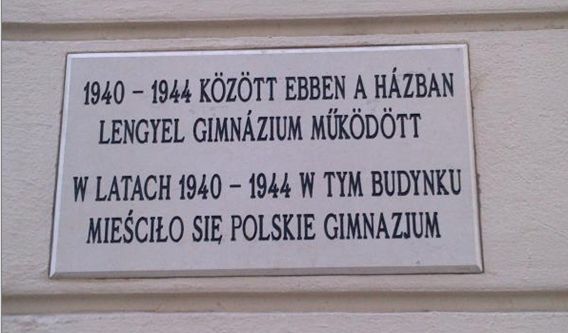 1940 – 1944 KÖZÖTT EBBEN A HÁZBAN
LENGYEL GIMNÁZIUM MŰKÖDÖTT
W LATACH 1940 – 1944 W TYM BUDYNKU
MIEŚCIŁO SIĘ POLSKIE GIMNAZJUM